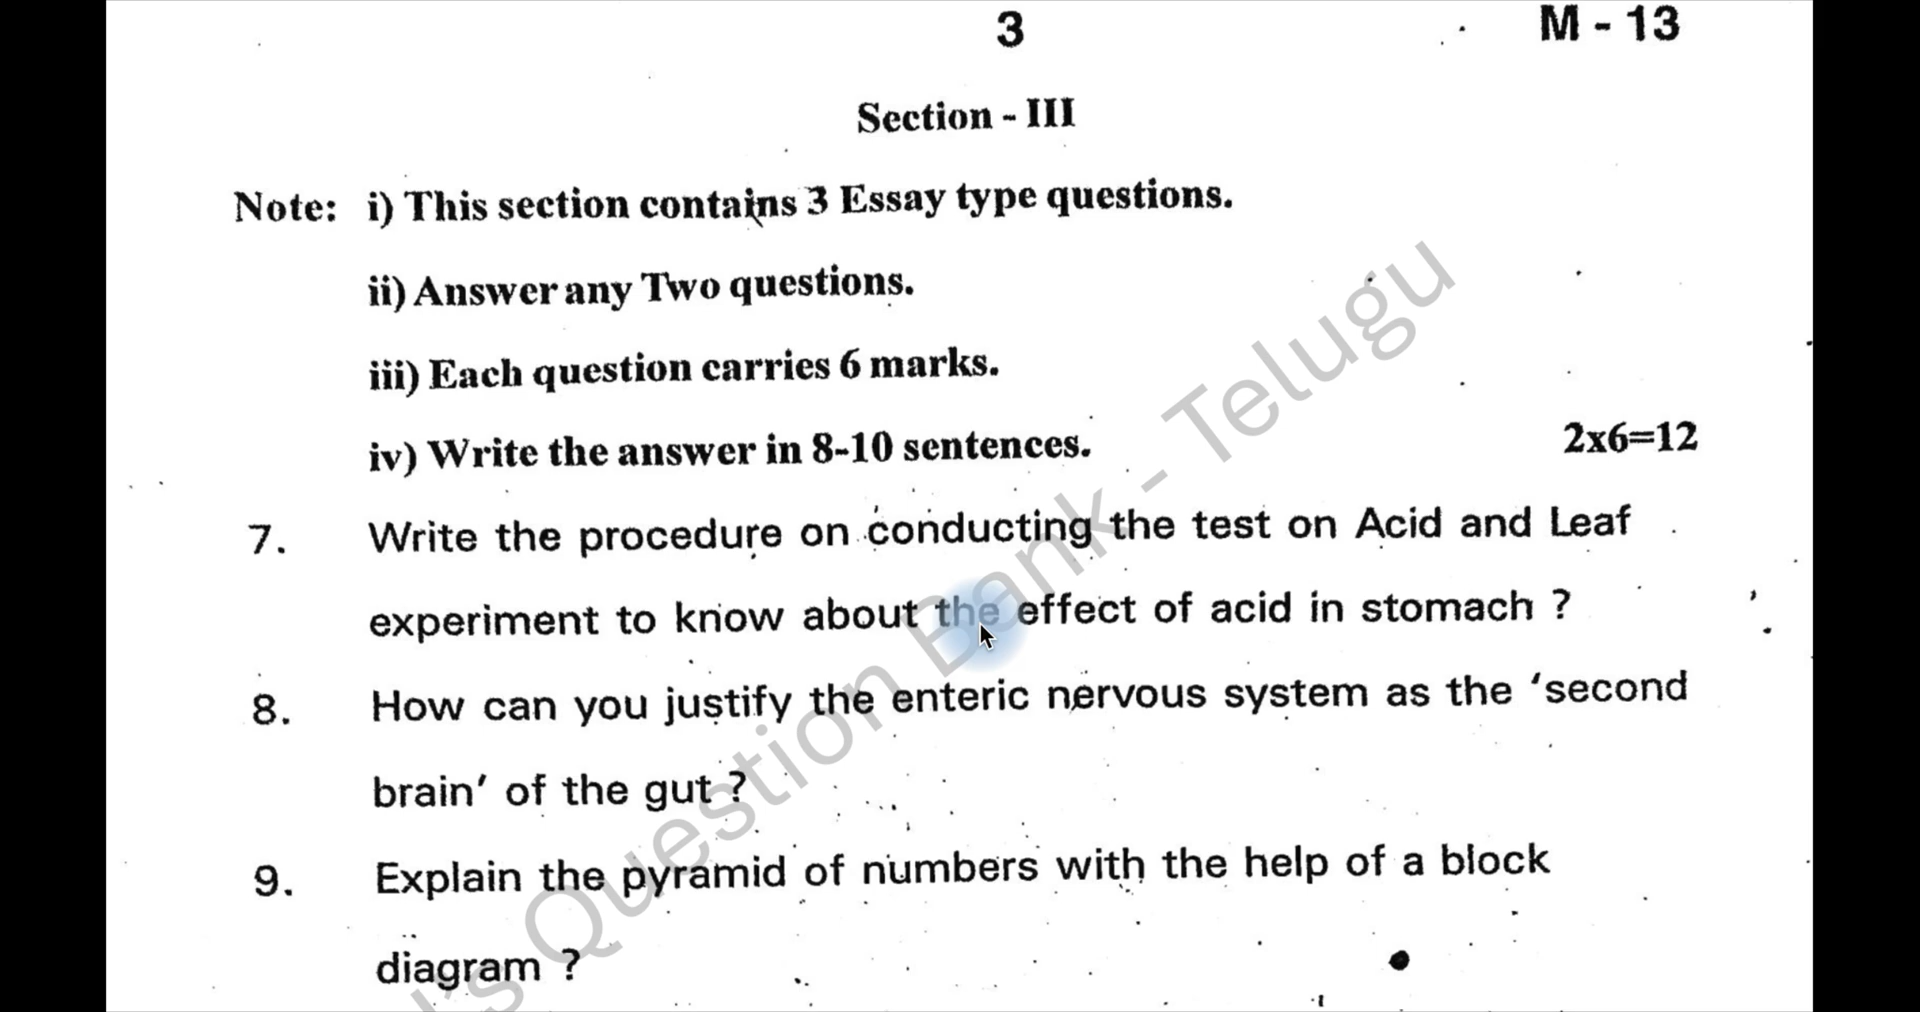 3
M - 13
Section - III
Note: i) This section contains 3 Essay type questions.
ii) Answer any Two questions.
iii) Each question carries 6 marks.
iv) Write the answer in 8-10 sentences.
2x6=12
7. Write the procedure on conducting the test on Acid and Leaf
experiment to know about the effect of acid in stomach ?
8. How can you justify the enteric nervous system as the ‘second
brain’ of the gut ?
9. Explain the pyramid of numbers with the help of a block
diagram ?
's Question Bank - Telugu